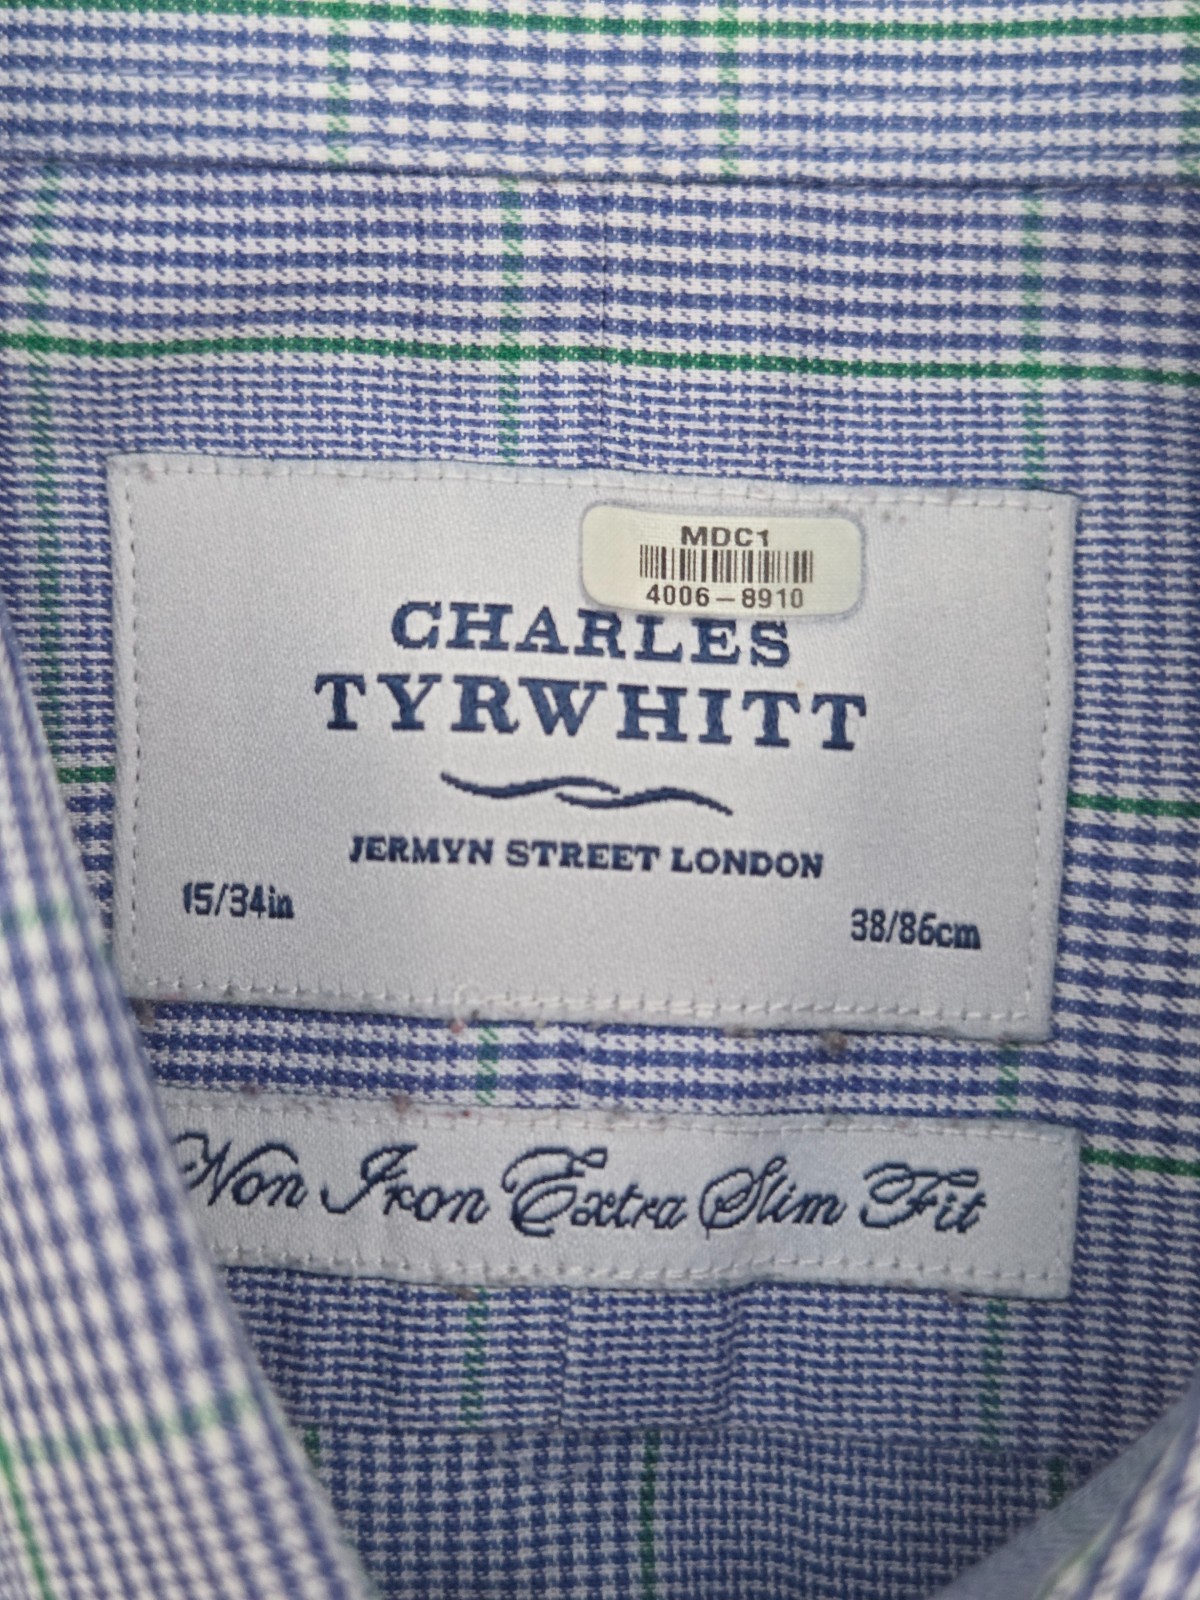 MDC1
4006-8910
CHARLES
TYRWHITT
JERMYN STREET LONDON
15/34in
38/86cm
Non Iron Extra Slim Fit